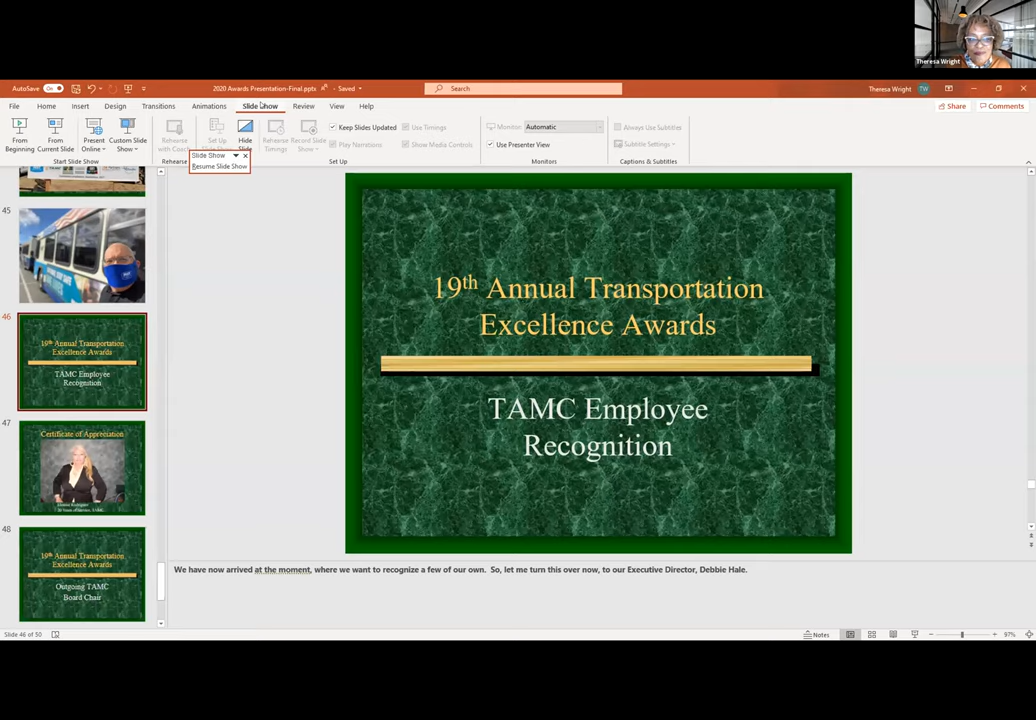 Theresa Wright
AutoSave On
2020 Awards Presentation-Final.pptx
Saved
Search
Theresa Wright TW
File Home Insert Design Transitions Animations Slide Show Review View Help
Share Comments
From Beginning
From Current Slide
Present Online
Custom Slide Show
Start Slide Show
Rehearse
Rehearse
Set Up
Hide Slide
Rehearse Timings
Record Slide Show
Keep Slides Updated
Play Narrations
Use Timings
Show Media Controls
Set Up
Monitor: Automatic
Use Presenter View
Monitors
Always Use Subtitles
Subtitle Settings
Captions & Subtitles
Slide Show
Resume Slide Show
45
46
19th Annual Transportation
Excellence Awards
TAMC Employee
Recognition
47
Certificate of Appreciation
48
19th Annual Transportation
Excellence Awards
Outgoing TAMC
Board Chair
19th Annual Transportation
Excellence Awards
TAMC Employee
Recognition
We have now arrived at the moment, where we want to recognize a few of our own. So, let me turn this over now, to our Executive Director, Debbie Hale.
Slide 46 of 50
Notes
97%